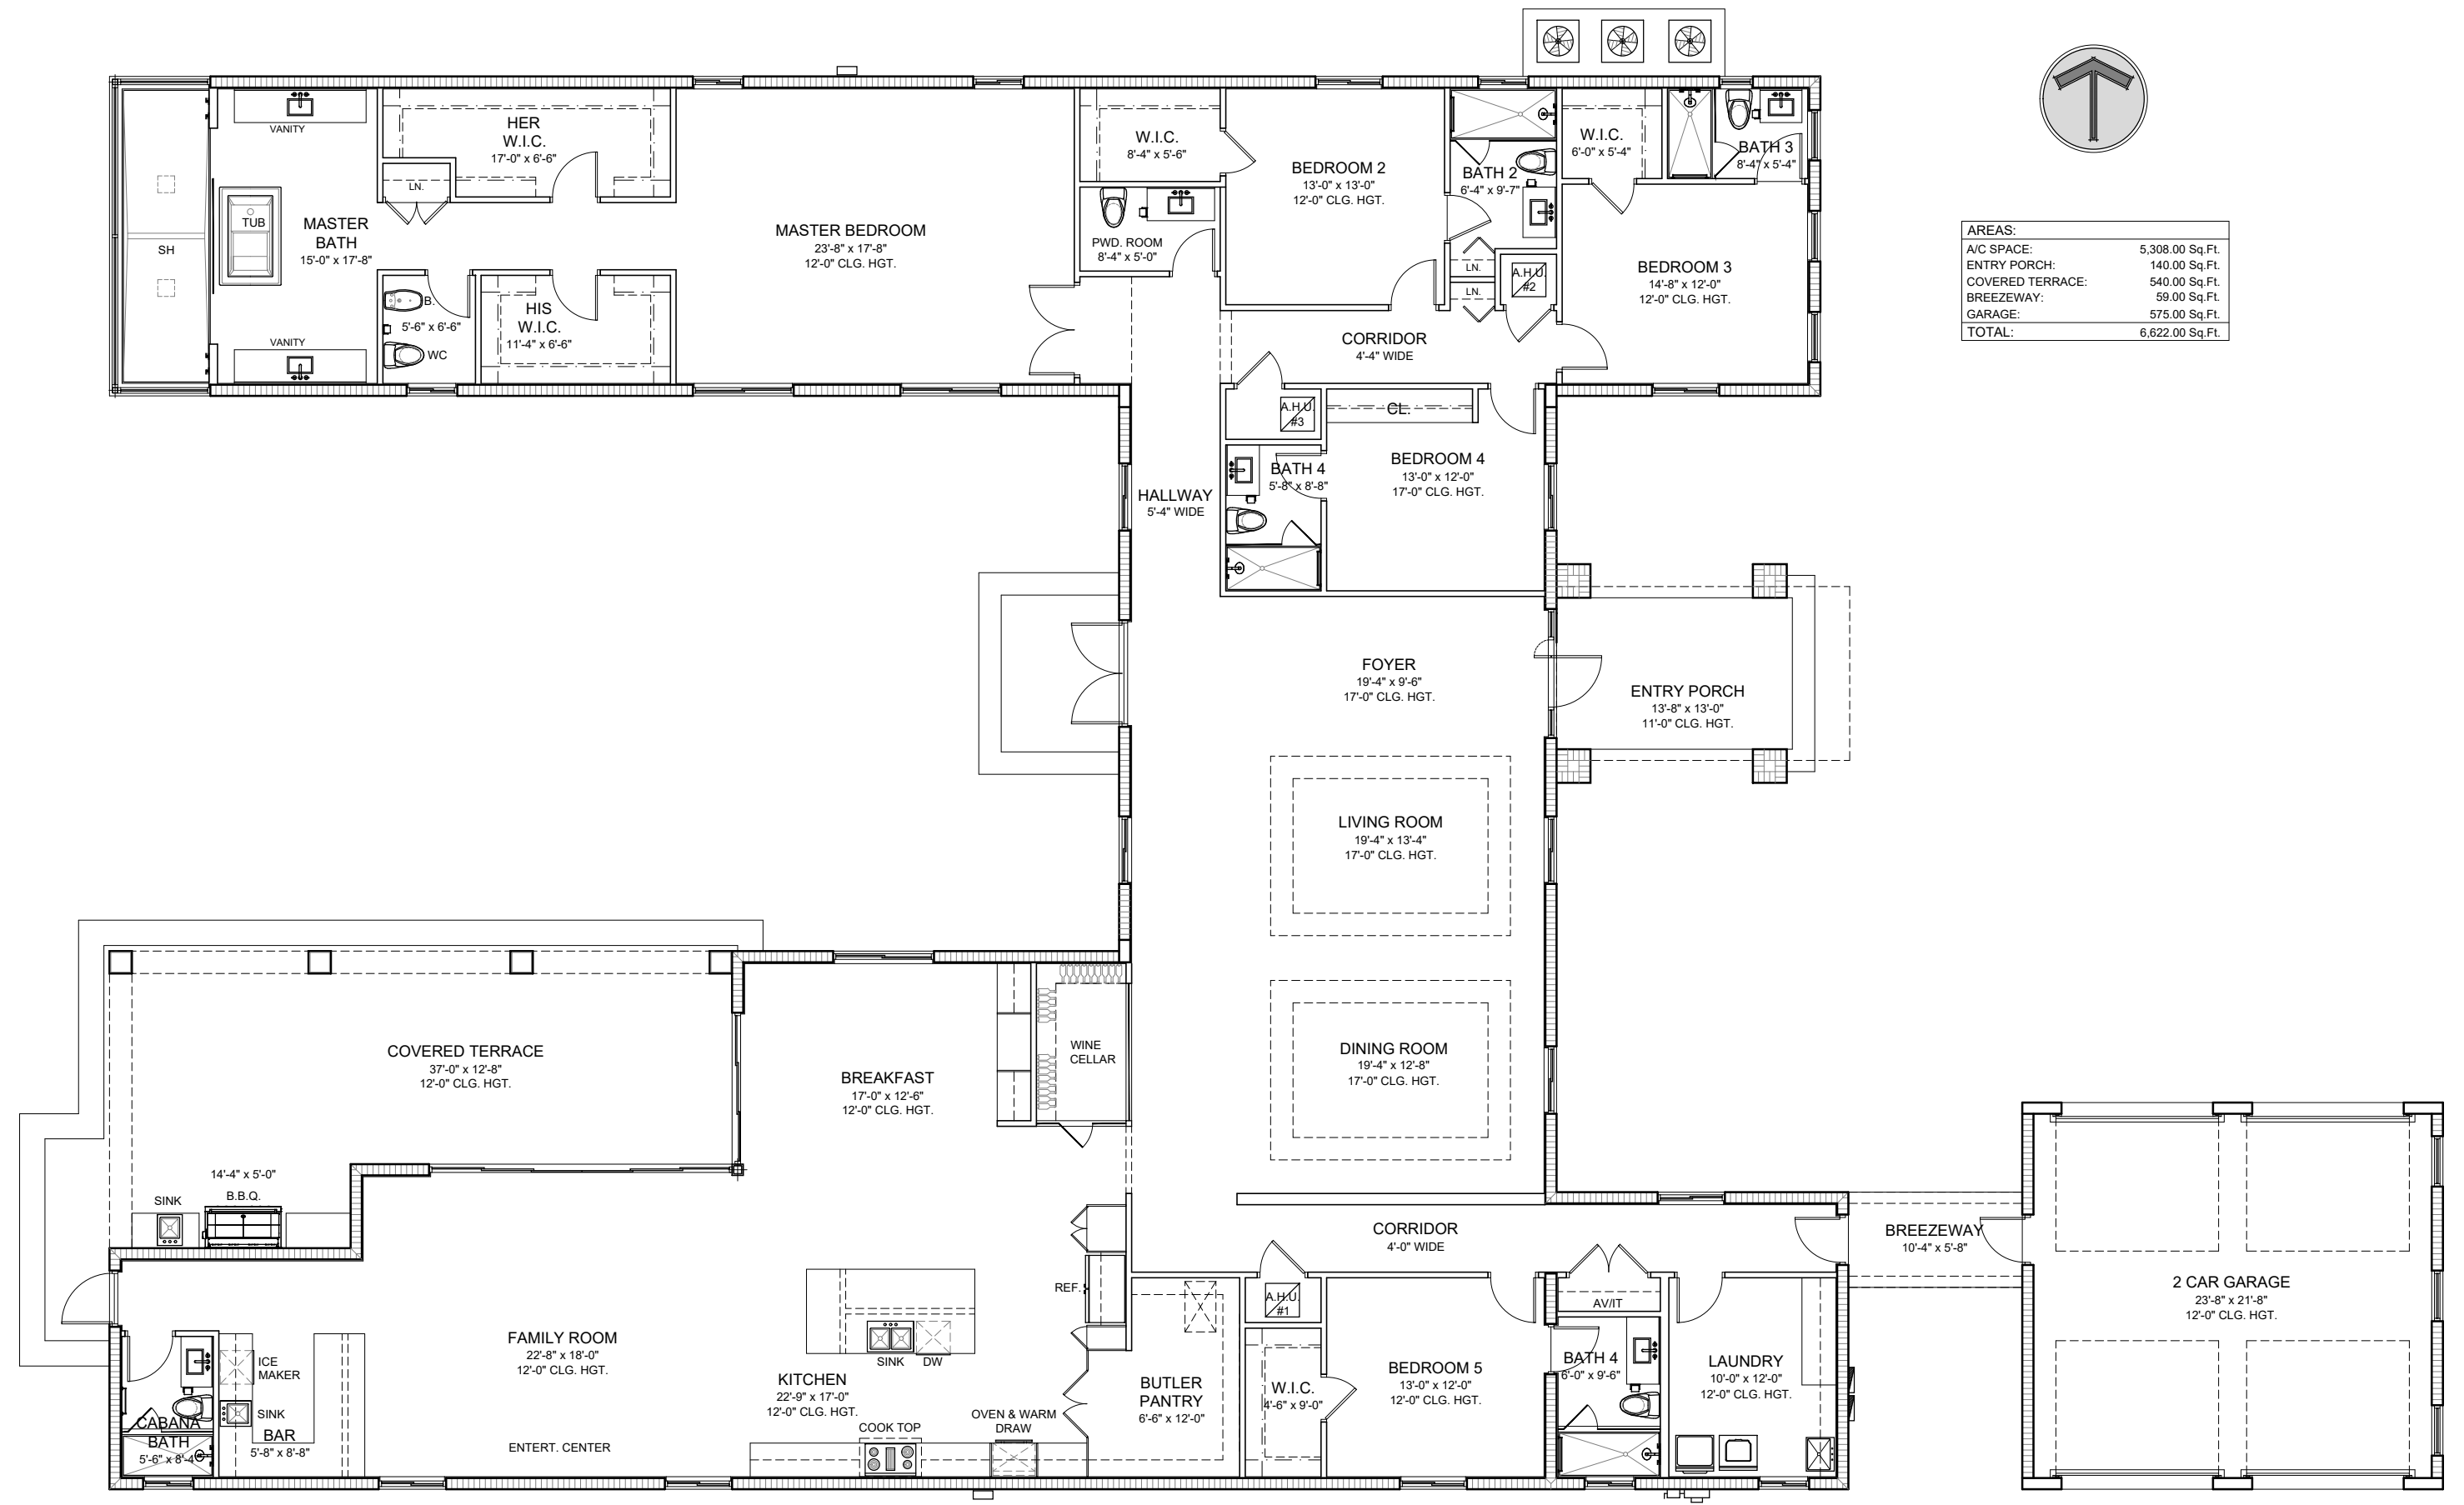 VANITY
HER
W.I.C.
17'-0" x 6'-6"
LN.
TUB
SH
MASTER
BATH
15'-0" x 17'-8"
VANITY
B.
5'-6" x 6'-6"
WC
HIS
W.I.C.
11'-4" x 6'-6"
MASTER BEDROOM
23'-8" x 17'-8"
12'-0" CLG. HGT.
W.I.C.
8'-4" x 5'-6"
PWD. ROOM
8'-4" x 5'-0"
BEDROOM 2
13'-0" x 13'-0"
12'-0" CLG. HGT.
BATH 2
6'-4" x 9'-7"
LN.
LN.
A.H.U.
#2
W.I.C.
6'-0" x 5'-4"
BATH 3
8'-4" x 5'-4"
BEDROOM 3
14'-8" x 12'-0"
12'-0" CLG. HGT.
CORRIDOR
4'-4" WIDE
AREAS:
A/C SPACE: 5,308.00 Sq.Ft.
ENTRY PORCH: 140.00 Sq.Ft.
COVERED TERRACE: 540.00 Sq.Ft.
BREEZEWAY: 59.00 Sq.Ft.
GARAGE: 575.00 Sq.Ft.
TOTAL: 6,622.00 Sq.Ft.
A.H.U.
#3
CL.
BATH 4
5'-8" x 8'-8"
BEDROOM 4
13'-0" x 12'-0"
17'-0" CLG. HGT.
HALLWAY
5'-4" WIDE
FOYER
19'-4" x 9'-6"
17'-0" CLG. HGT.
ENTRY PORCH
13'-8" x 13'-0"
11'-0" CLG. HGT.
LIVING ROOM
19'-4" x 13'-4"
17'-0" CLG. HGT.
DINING ROOM
19'-4" x 12'-8"
17'-0" CLG. HGT.
COVERED TERRACE
37'-0" x 12'-8"
12'-0" CLG. HGT.
BREAKFAST
17'-0" x 12'-6"
12'-0" CLG. HGT.
WINE
CELLAR
14'-4" x 5'-0"
SINK
B.B.Q.
CORRIDOR
4'-0" WIDE
BREEZEWAY
10'-4" x 5'-8"
2 CAR GARAGE
23'-8" x 21'-8"
12'-0" CLG. HGT.
REF.
A.H.U.
#1
AV/IT
FAMILY ROOM
22'-8" x 18'-0"
12'-0" CLG. HGT.
SINK
DW
ICE
MAKER
SINK
BAR
5'-8" x 8'-8"
CABANA
BATH
5'-6" x 8'-4"
ENTERT. CENTER
KITCHEN
22'-9" x 17'-0"
12'-0" CLG. HGT.
COOK TOP
OVEN & WARM
DRAW
BUTLER
PANTRY
6'-6" x 12'-0"
W.I.C.
4'-6" x 9'-0"
BEDROOM 5
13'-0" x 12'-0"
12'-0" CLG. HGT.
BATH 4
6'-0" x 9'-6"
LAUNDRY
10'-0" x 12'-0"
12'-0" CLG. HGT.